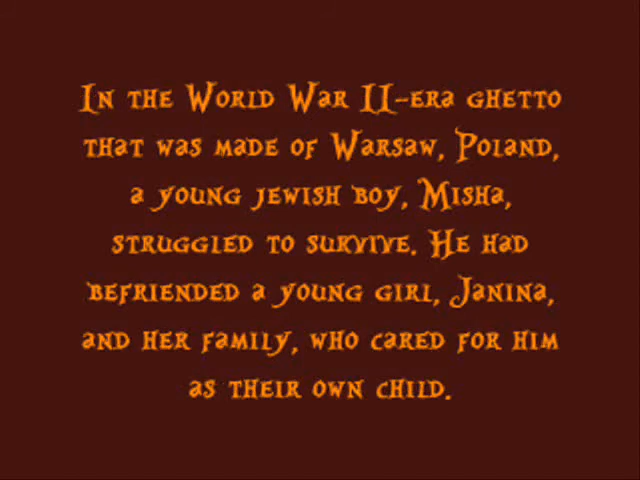 In the World War II-era ghetto
that was made of Warsaw, Poland,
a young jewish boy, Misha,
struggled to survive. He had
befriended a young girl, Janina,
and her family, who cared for him
as their own child.